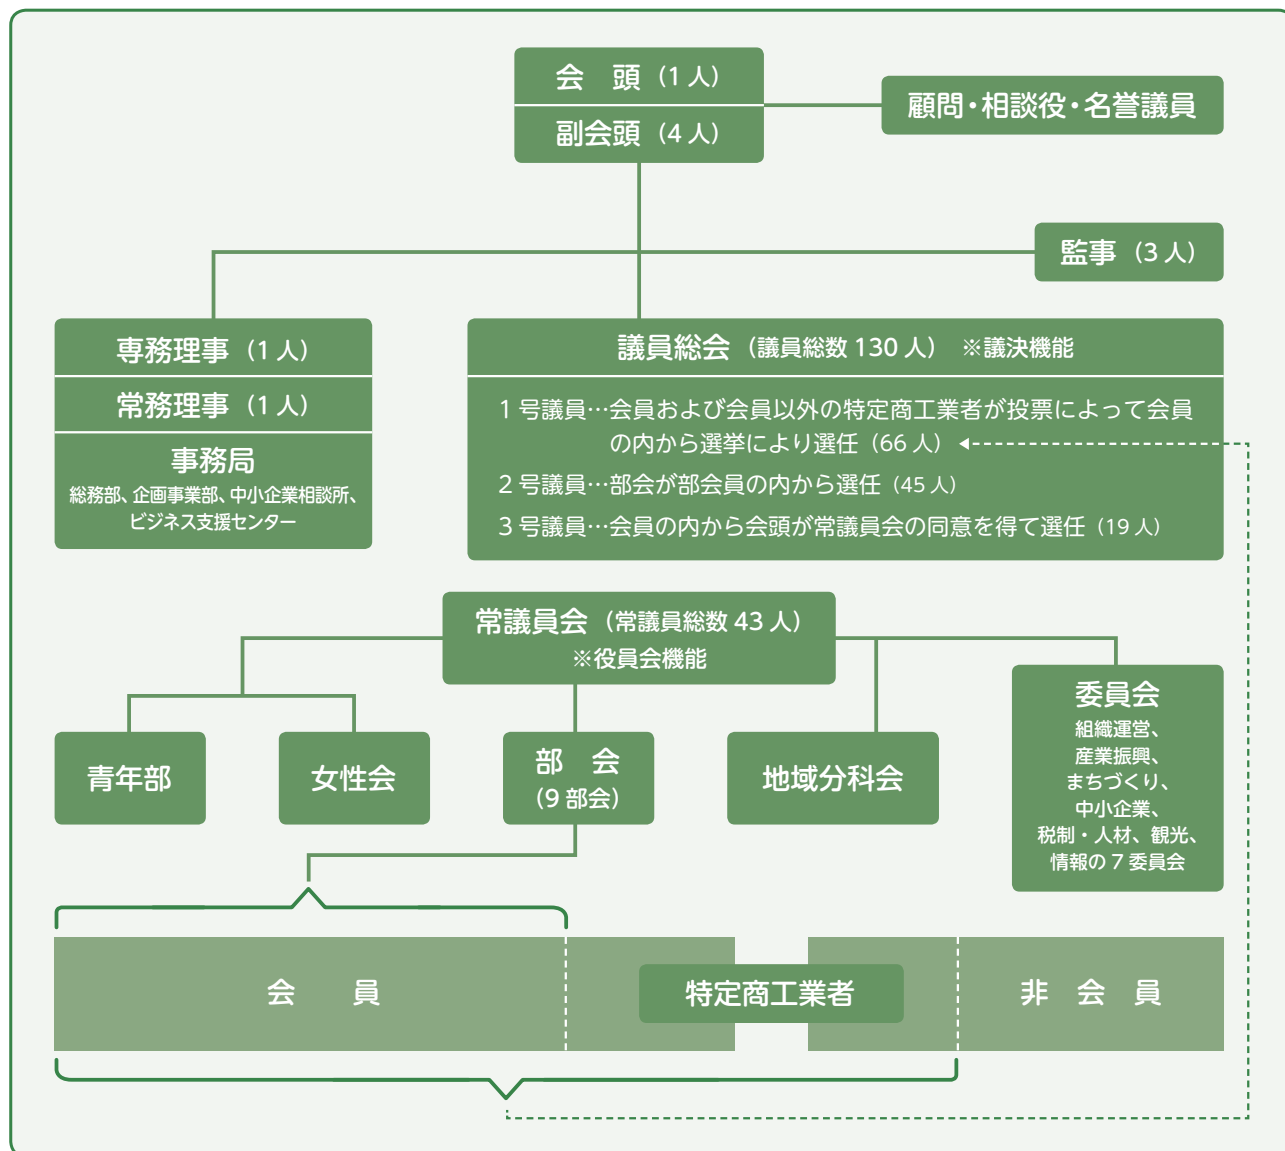 会　頭（1人）
副会頭（4人）
顧問・相談役・名誉議員
監事（3人）
専務理事（1人）
常務理事（1人）
事務局
総務部、企画事業部、中小企業相談所、
ビジネス支援センター
議員総会（議員総数130人）　※議決機能
1号議員…会員および会員以外の特定商工業者が投票によって会員
の内から選挙により選任（66人）
2号議員…部会が部会員の内から選任（45人）
3号議員…会員の内から会頭が常議員会の同意を得て選任（19人）
常議員会（常議員総数43人）
※役員会機能
青年部
女性会
部　会
（9部会）
地域分科会
委員会
組織運営、
産業振興、
まちづくり、
中小企業、
税制・人材、観光、
情報の7委員会
会　　員
特定商工業者
非　会　員